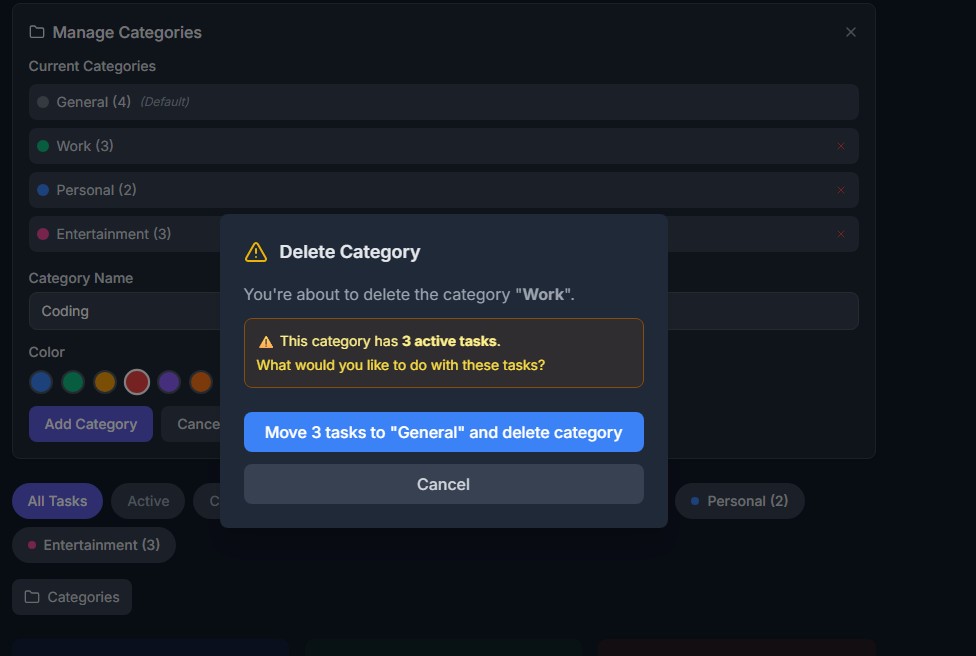 Manage Categories
Current Categories
General (4) (Default)
Work (3)
Personal (2)
Entertainment (3)
Category Name
Coding
Color
Add Category
Delete Category
You're about to delete the category "Work".
This category has 3 active tasks.
What would you like to do with these tasks?
Move 3 tasks to "General" and delete category
Cancel
All Tasks
Active
Personal (2)
Entertainment (3)
Categories